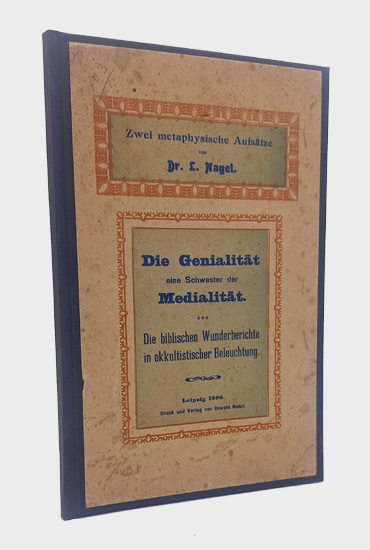 Zwei metaphysische Aufsätze
von
Dr. L. Nagel.
Die Genialität
eine Schwester der
Medialität.
***
Die biblischen Wunderberichte
in okkultistischer Beleuchtung.
Leipzig 1906.
Druck und Verlag von Oswald Mutze.